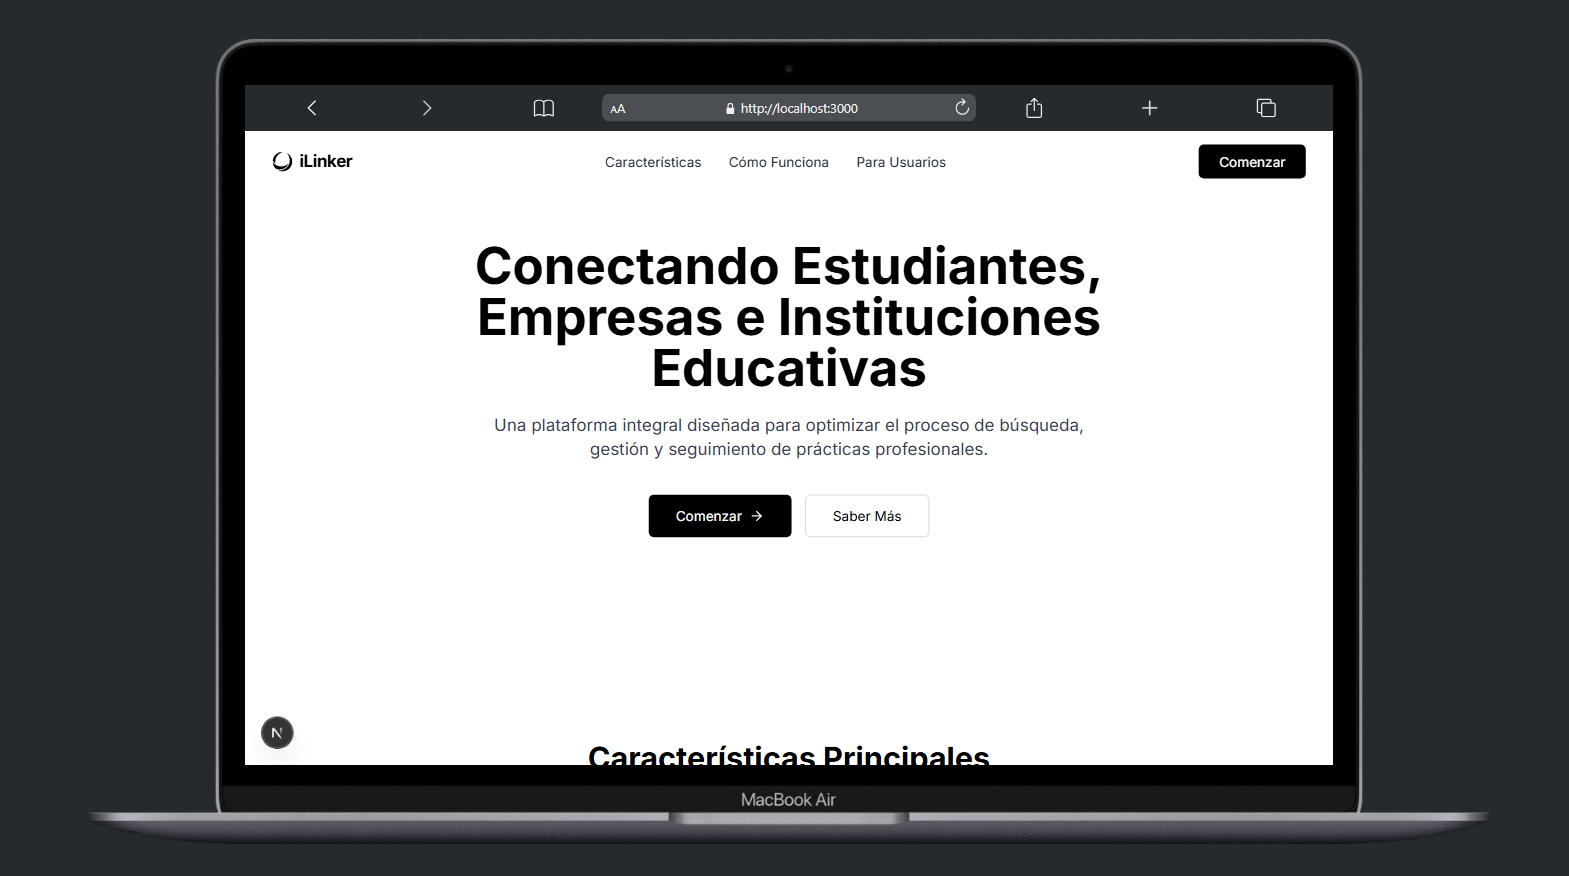 AA
http://localhost:3000
iLinker
Características
Cómo Funciona
Para Usuarios
Comenzar
Conectando Estudiantes,
Empresas e Instituciones
Educativas
Una plataforma integral diseñada para optimizar el proceso de búsqueda,
gestión y seguimiento de prácticas profesionales.
Comenzar →
Saber Más
N
Características Principales
MacBook Air